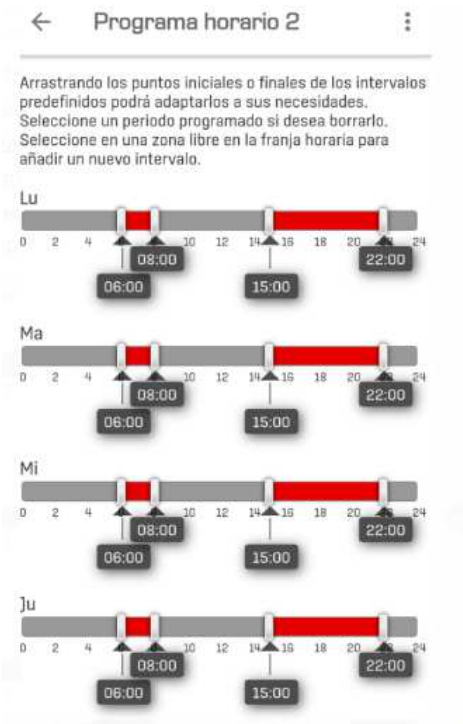 Programa horario 2
Arrastrando los puntos iniciales o finales de los intervalos
predefinidos podrá adaptarlos a sus necesidades.
Seleccione un periodo programado si desea borrarlo.
Seleccione en una zona libre en la franja horaria para
añadir un nuevo intervalo.
Lu
0 2 4 10 12 14 16 18 20 24
08:00 22:00
06:00 15:00
Ma
0 2 4 10 12 14 16 18 20 24
08:00 22:00
06:00 15:00
Mi
0 2 4 10 12 14 16 18 20 24
08:00 22:00
06:00 15:00
Ju
0 2 4 10 12 14 16 18 20 24
08:00 22:00
06:00 15:00